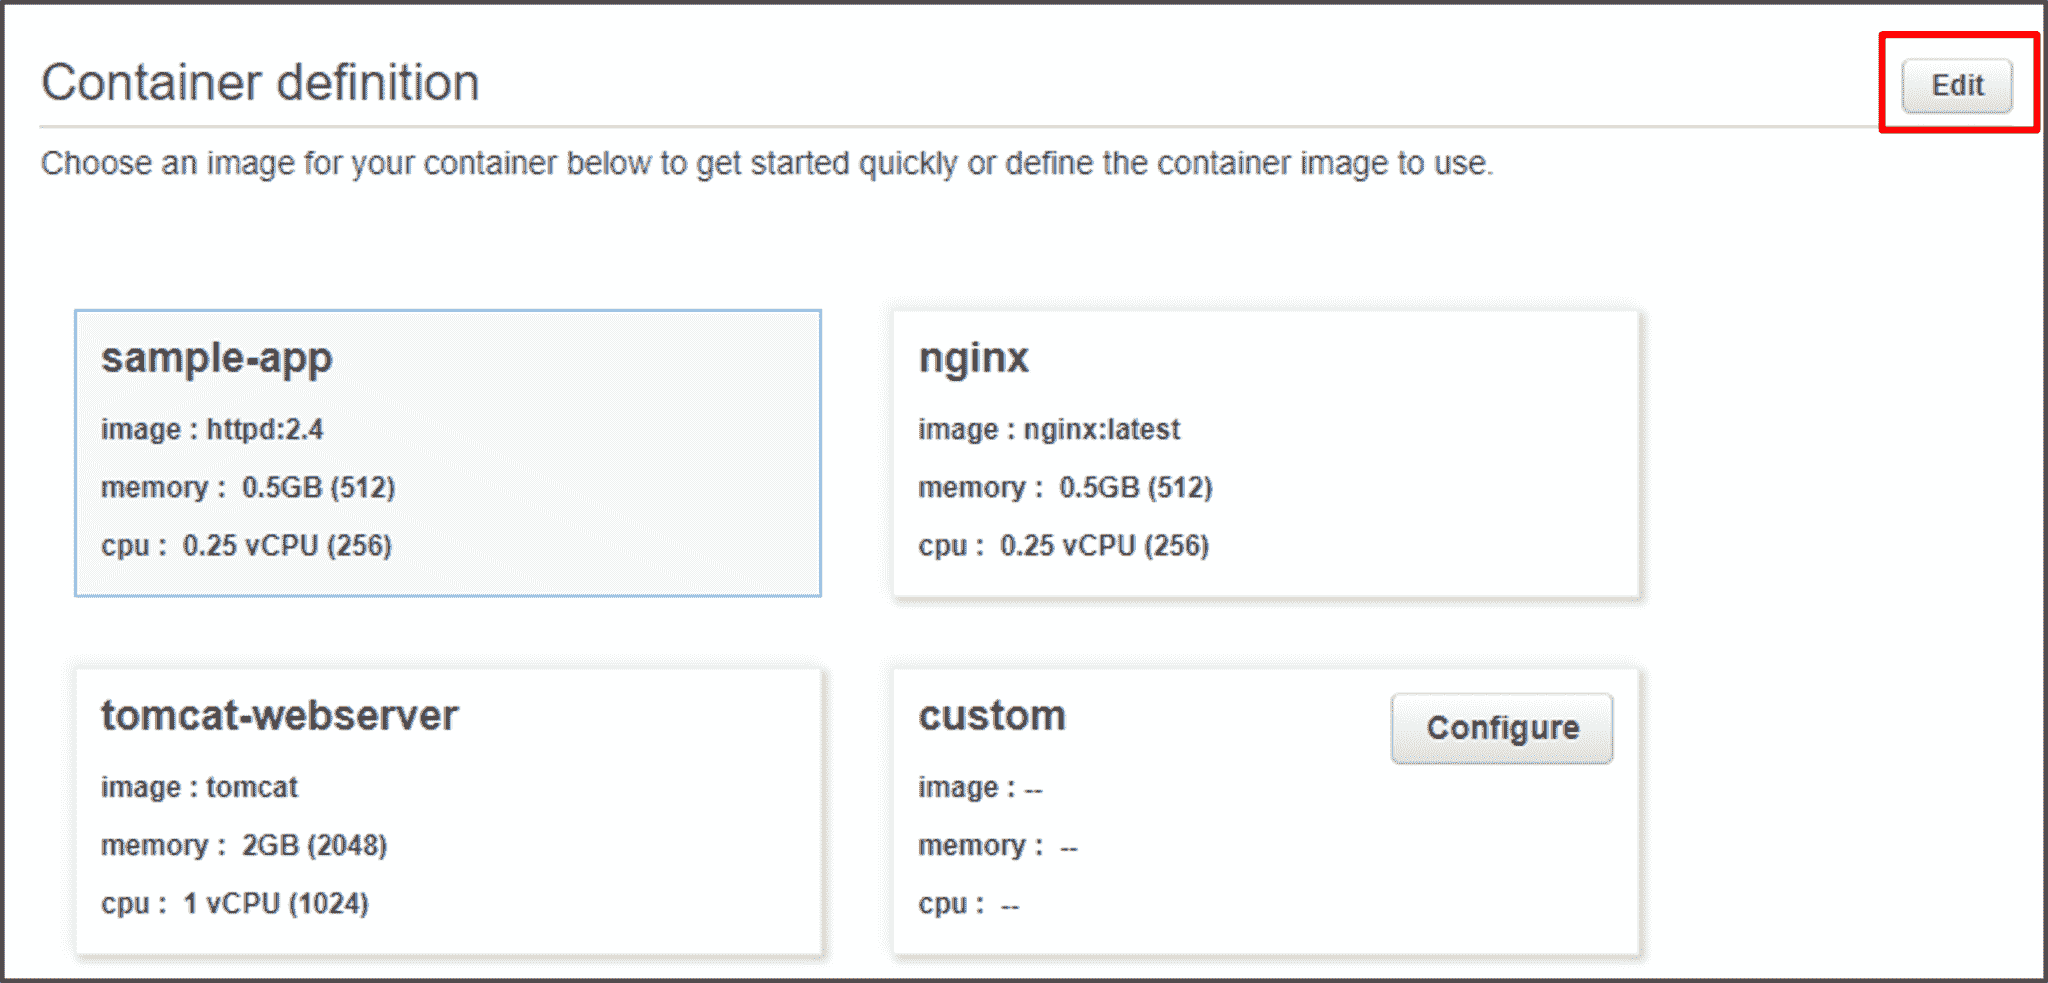 Container definition
Edit
Choose an image for your container below to get started quickly or define the container image to use.
sample-app
image : httpd:2.4
memory : 0.5GB (512)
cpu : 0.25 vCPU (256)
nginx
image : nginx:latest
memory : 0.5GB (512)
cpu : 0.25 vCPU (256)
tomcat-webserver
image : tomcat
memory : 2GB (2048)
cpu : 1 vCPU (1024)
custom
Configure
image : --
memory : --
cpu : --